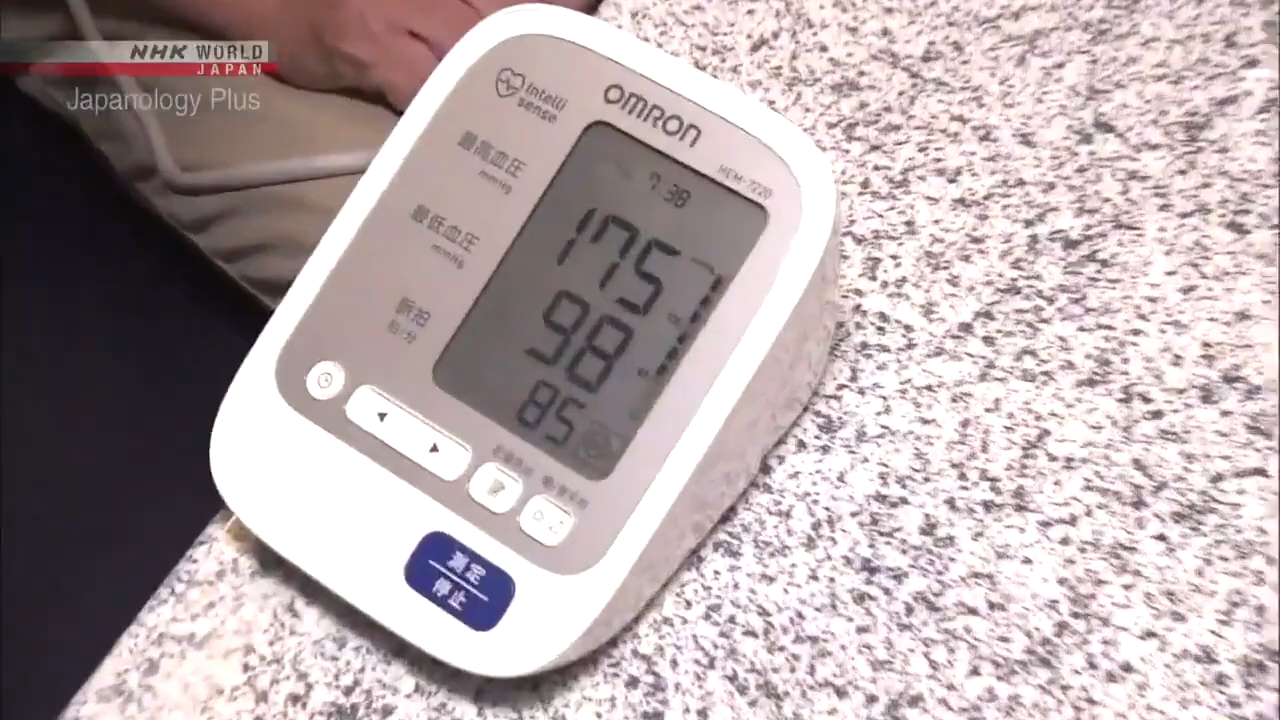 NHK WORLD
JAPAN
Japanology Plus
intelli
sense
OMRON
HEM-7220
最高血圧
mmHg
7:38
175
最低血圧
mmHg
98
脈拍
拍/分
85
測定
停止